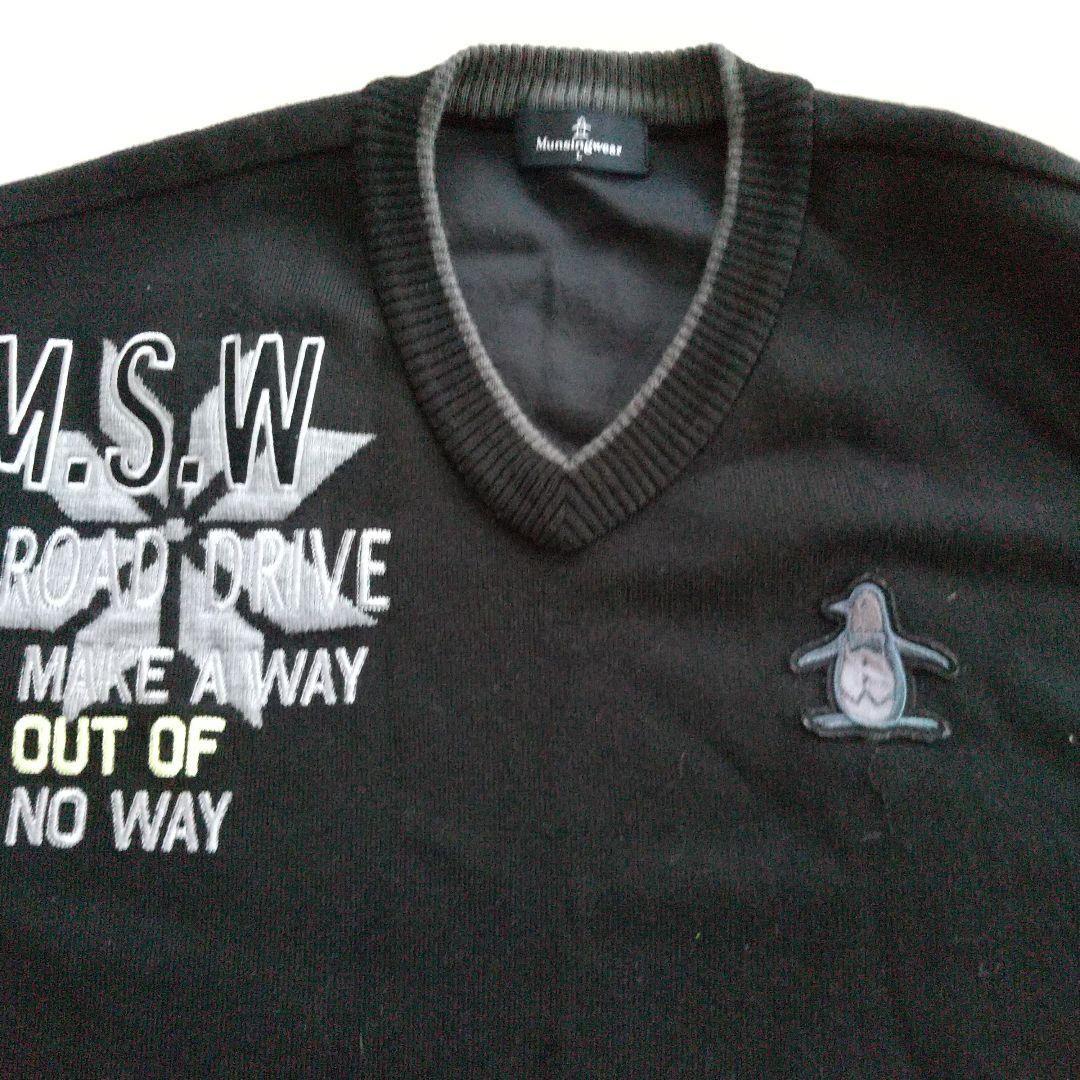 Munsingwear
L
M.S.W
ROAD DRIVE
MAKE A WAY
OUT OF
NO WAY